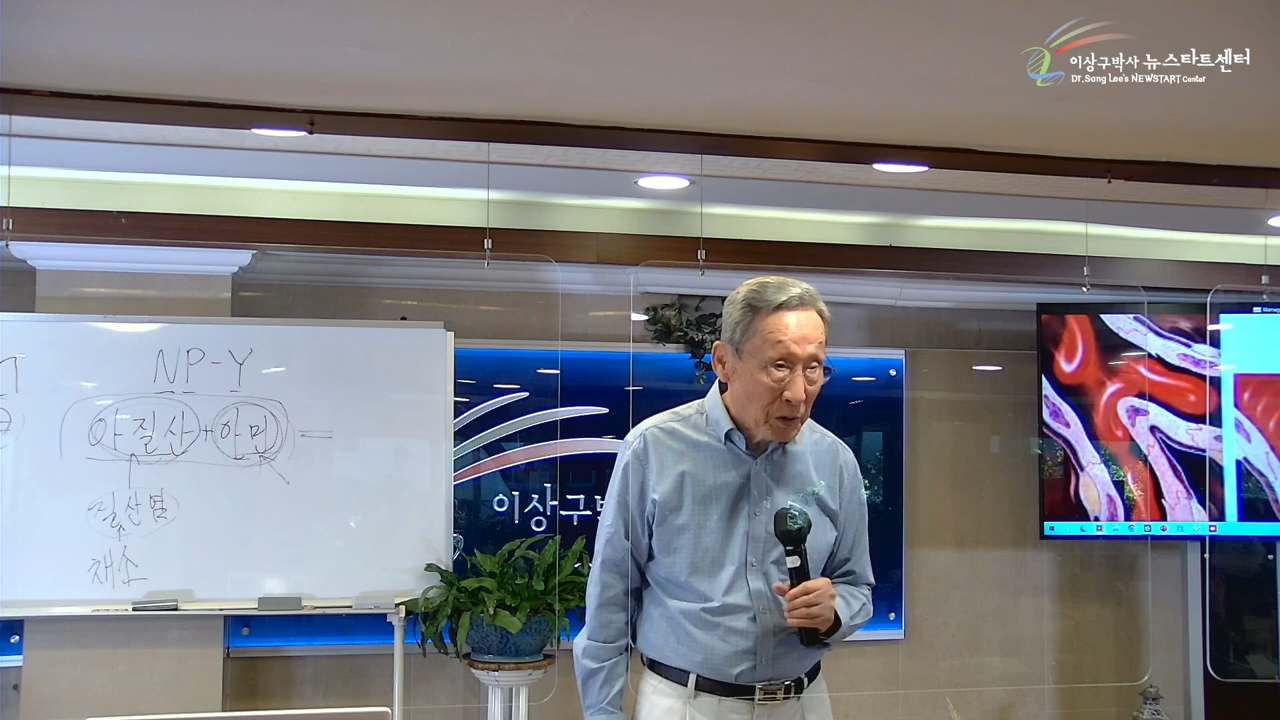 이상구박사 뉴스타트센터
Dr. Sang Lee's NEWSTART Center
NP-Y
아질산+아민 =
질산염
채소
이상구박